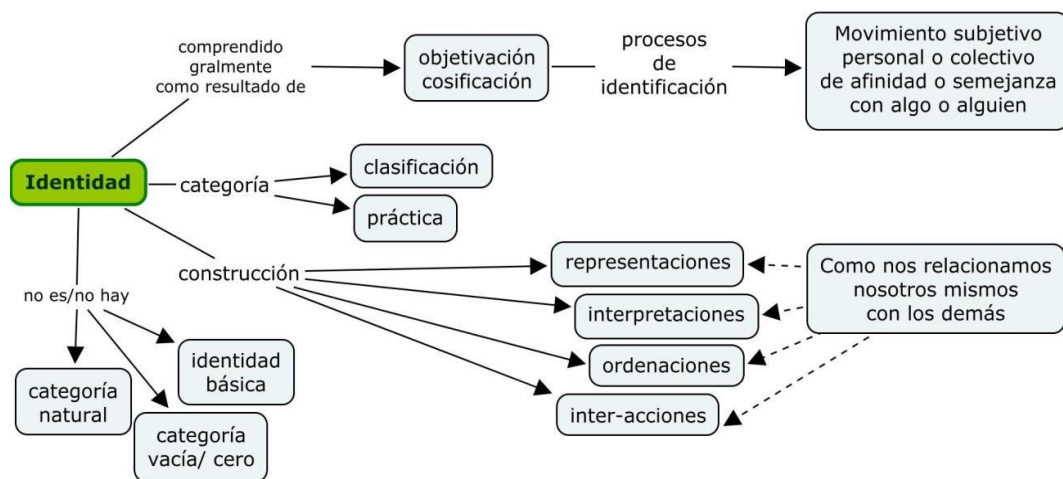 comprendido
gralmente
como resultado de
objetivación
cosificación
procesos
de
identificación
Movimiento subjetivo
personal o colectivo
de afinidad o semejanza
con algo o alguien
Identidad
categoría
clasificación
práctica
construcción
representaciones
interpretaciones
ordenaciones
inter-acciones
Como nos relacionamos
nosotros mismos
con los demás
no es/no hay
categoría
natural
identidad
básica
categoría
vacía/ cero